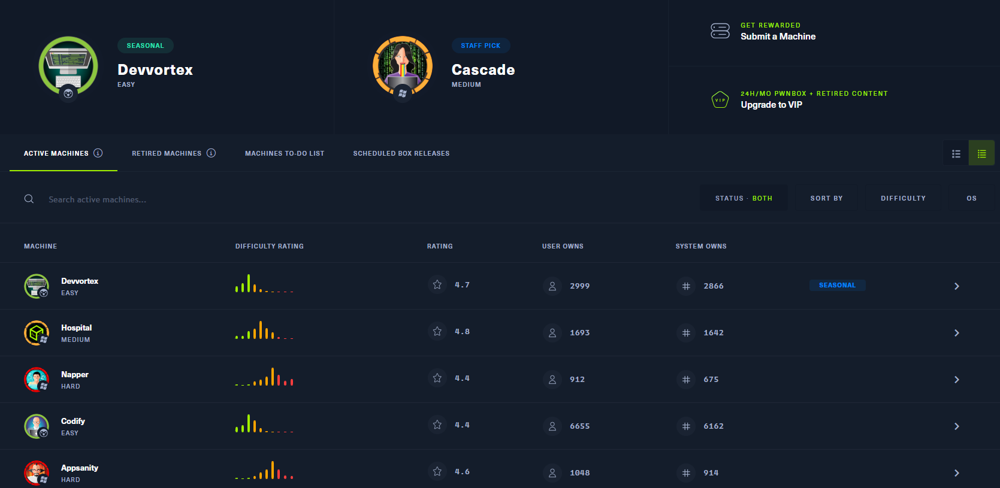 SEASONAL
Devvortex
EASY
STAFF PICK
Cascade
MEDIUM
GET REWARDED
Submit a Machine
VIP
24H/MO PWNBOX + RETIRED CONTENT
Upgrade to VIP
ACTIVE MACHINES RETIRED MACHINES MACHINES TO-DO LIST SCHEDULED BOX RELEASES
Search active machines... STATUS · BOTH SORT BY DIFFICULTY OS
MACHINE DIFFICULTY RATING RATING USER OWNS SYSTEM OWNS
Devvortex 4.7 2999 2866 SEASONAL
EASY
Hospital 4.8 1693 1642
MEDIUM
Napper 4.4 912 675
HARD
Codify 4.4 6655 6162
EASY
Appsanity 4.6 1048 914
HARD